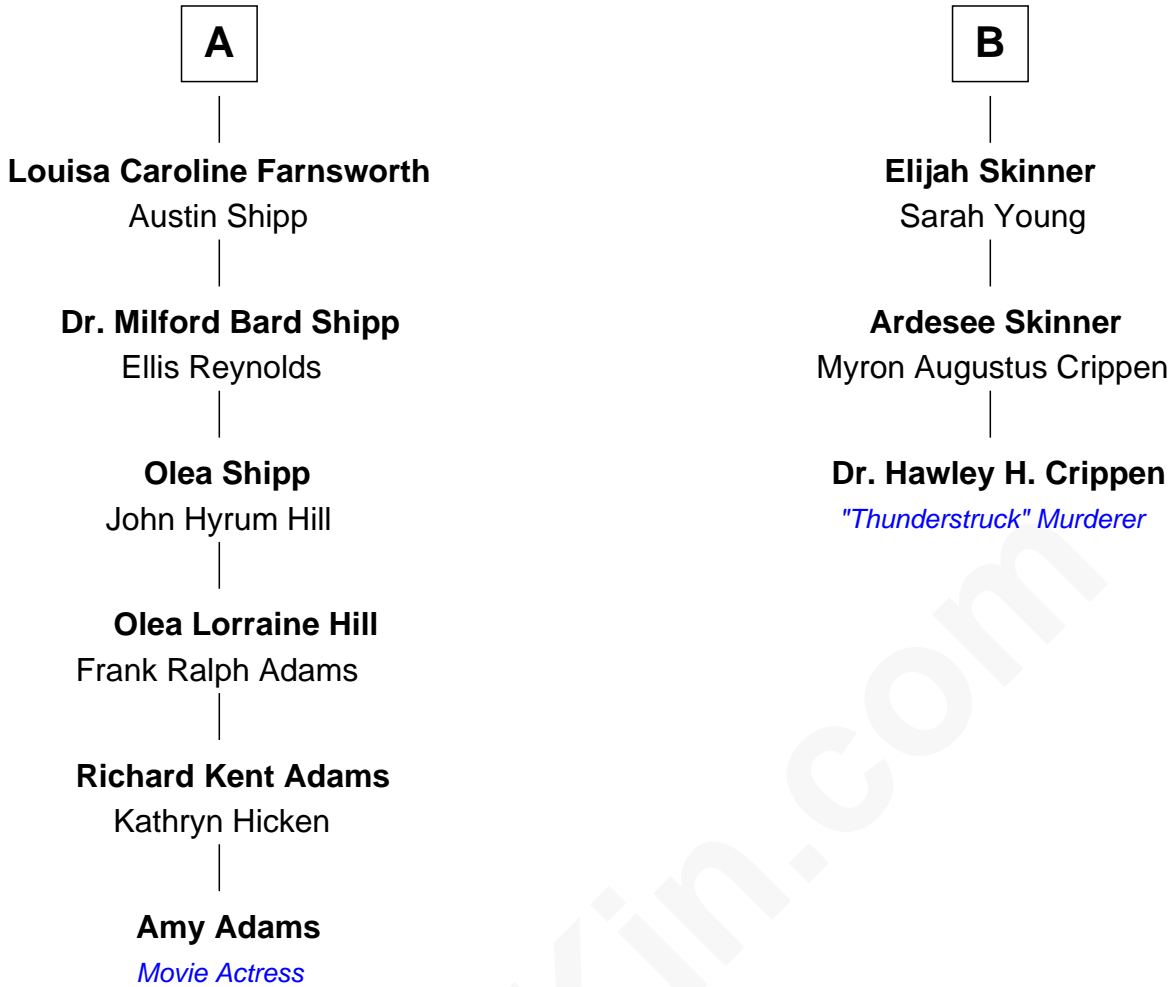 A
Louisa Caroline Farnsworth
Austin Shipp
Dr. Milford Bard Shipp
Ellis Reynolds
Olea Shipp
John Hyrum Hill
Olea Lorraine Hill
Frank Ralph Adams
Richard Kent Adams
Kathryn Hicken
Amy Adams
Movie Actress
B
Elijah Skinner
Sarah Young
Ardesee Skinner
Myron Augustus Crippen
Dr. Hawley H. Crippen
"Thunderstruck" Murderer
Kin.com